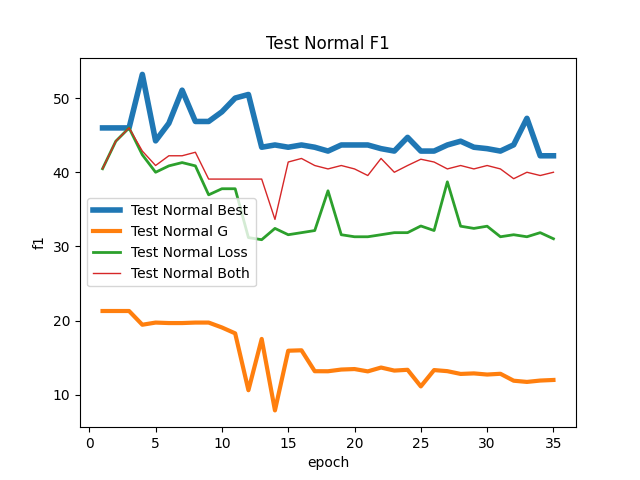 Test Normal F1
f1
50
40
30
20
10
Test Normal Best
Test Normal G
Test Normal Loss
Test Normal Both
0
5
10
15
20
25
30
35
epoch